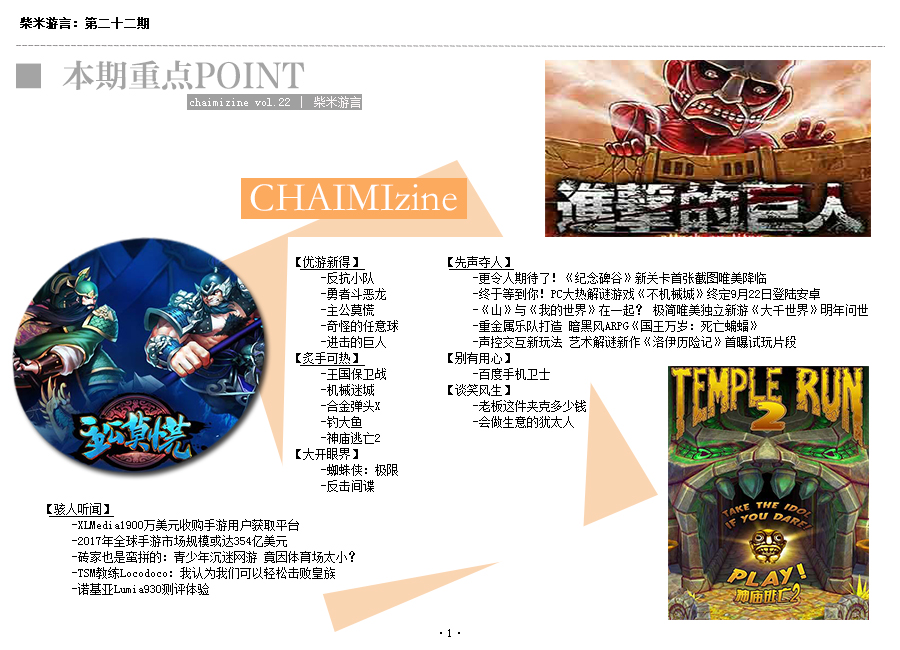 柴米游言：第二十二期
本期重点POINT
chaimizine vol.22 | 柴米游言
進擊的巨人
CHAIMIzine
主公莫慌
【优游新得】
-反抗小队
-勇者斗恶龙
-主公莫慌
-奇怪的任意球
-进击的巨人
【炙手可热】
-王国保卫战
-机械迷城
-合金弹头X
-钓大鱼
-神庙逃亡2
【大开眼界】
-蜘蛛侠：极限
-反击间谍
【先声夺人】
-更令人期待了！《纪念碑谷》新关卡首张截图唯美降临
-终于等到你！PC大热解谜游戏《不机械城》终定9月22日登陆安卓
-《山》与《我的世界》在一起？ 极简唯美独立新游《大千世界》明年问世
-重金属乐队打造 暗黑风ARPG《国王万岁：死亡蝙蝠》
-声控交互新玩法 艺术解谜新作《洛伊历险记》首曝试玩片段
【别有用心】
-百度手机卫士
【谈笑风生】
-老板这件夹克多少钱
-会做生意的犹太人
TEMPLE RUN
2
TAKE THE IDOL
IF YOU DARE!
PLAY!
神庙逃亡2
【骇人听闻】
-XLMedia1900万美元收购手游用户获取平台
-2017年全球手游市场规模或达354亿美元
-砖家也是蛮拼的：青少年沉迷网游 竟因体育场太小？
-TSM教练Locodoco：我认为我们可以轻松击败皇族
-诺基亚Lumia930测评体验
·1·